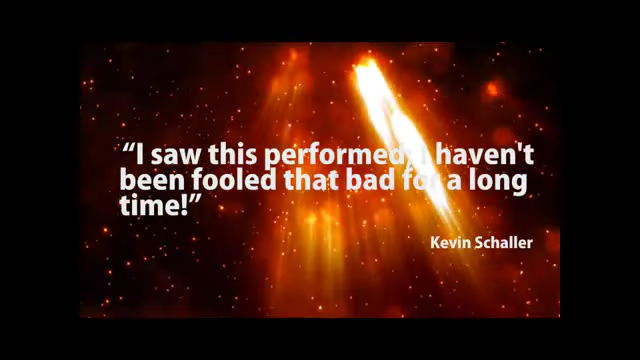 “I saw this performed, I haven't
been fooled that bad for a long
time!”
Kevin Schaller